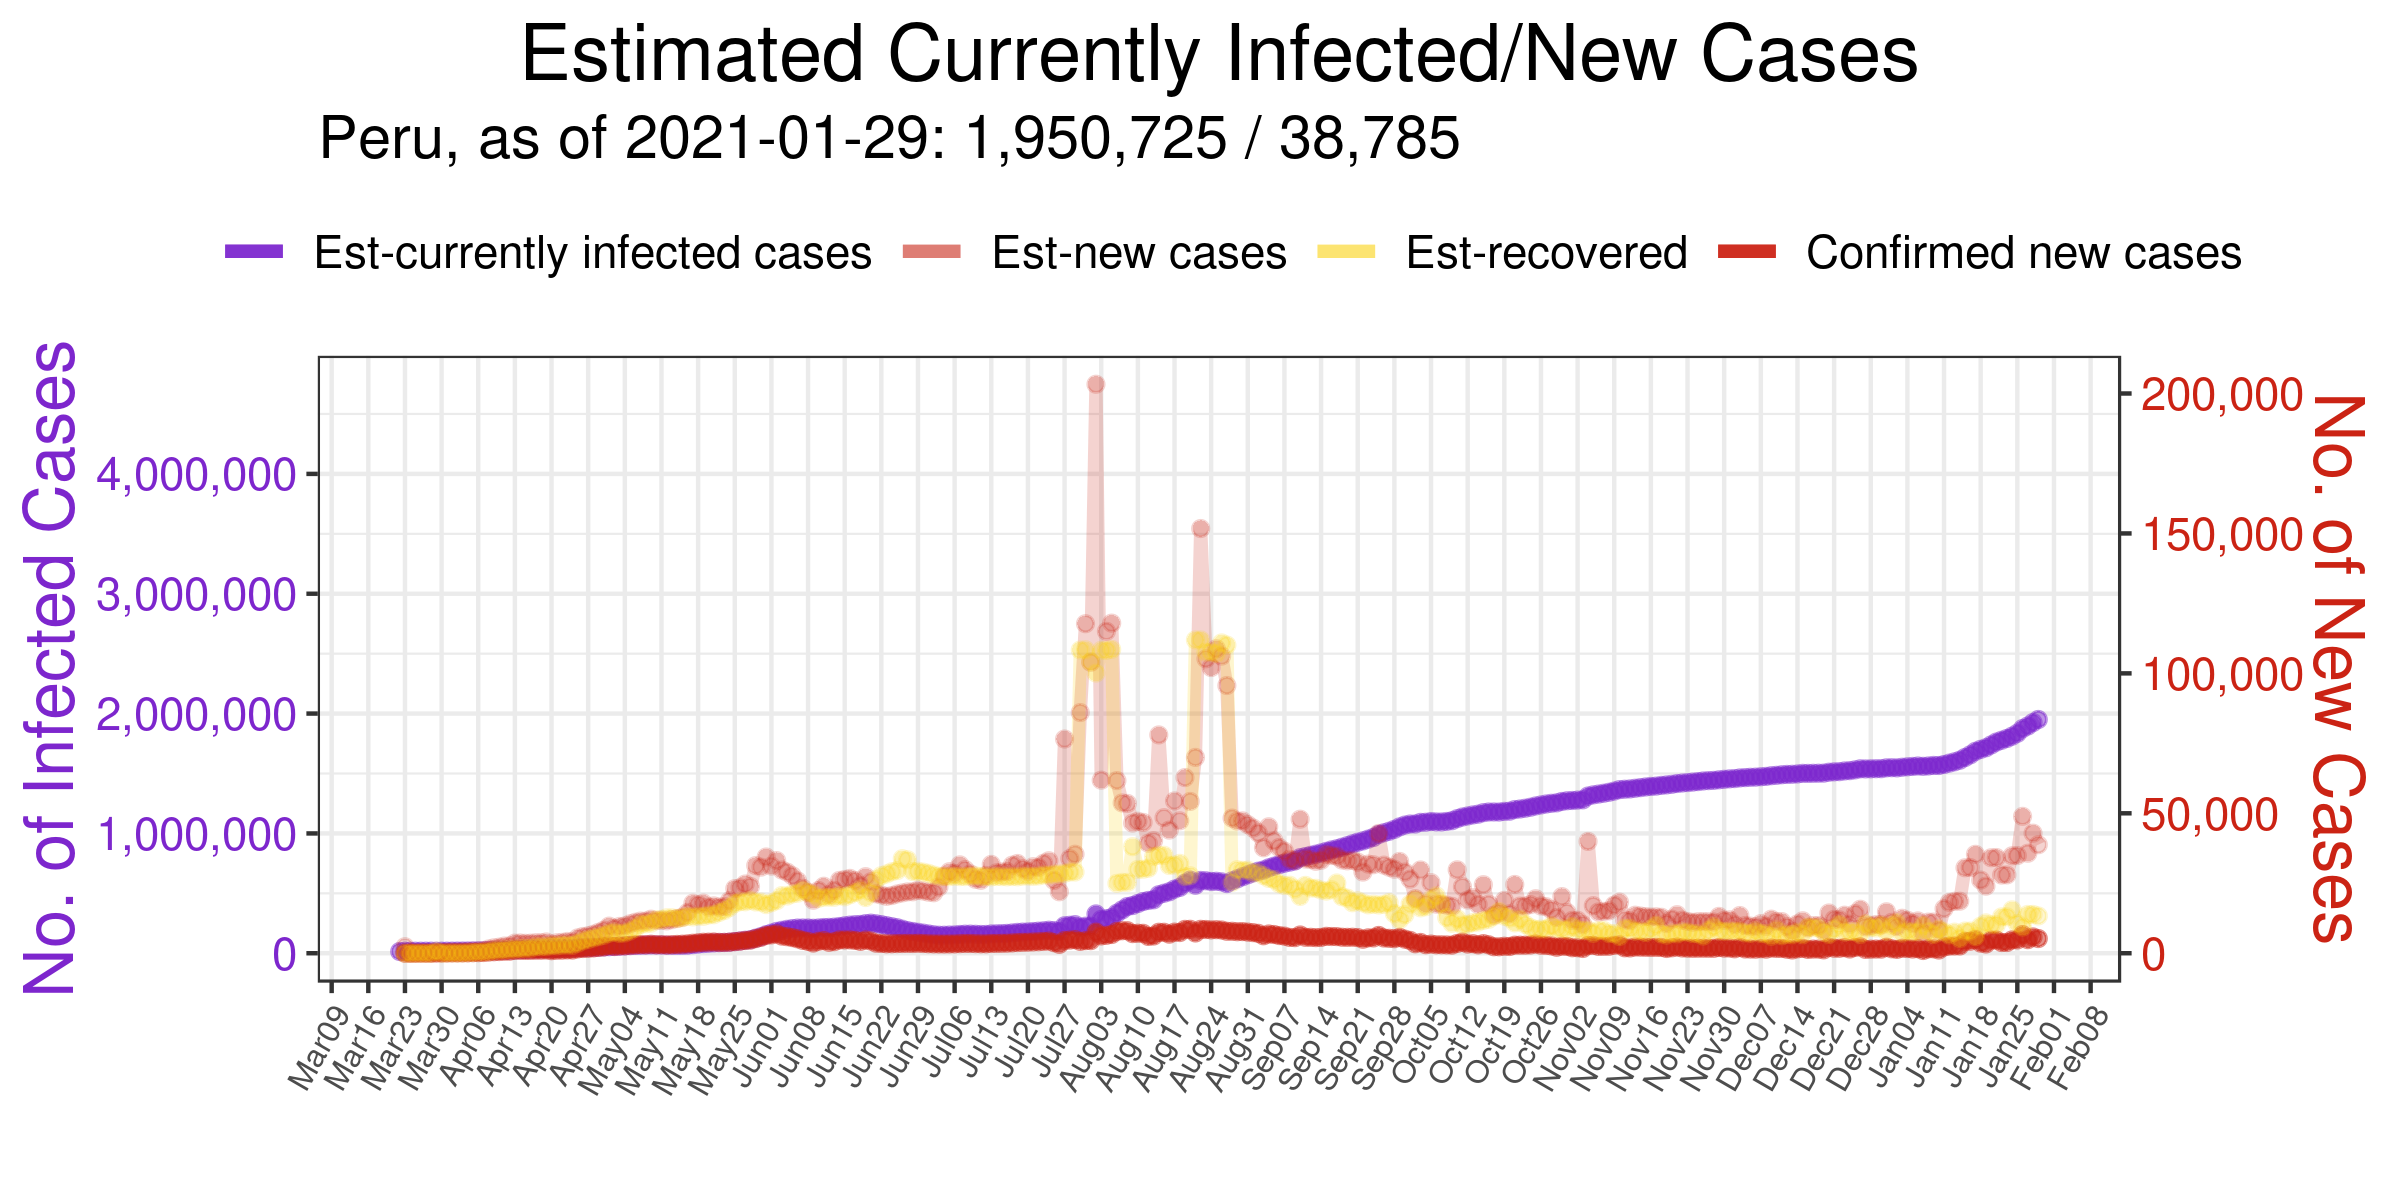 Estimated Currently Infected/New Cases
Peru, as of 2021-01-29: 1,950,725 / 38,785
Est-currently infected cases Est-new cases Est-recovered Confirmed new cases
No. of Infected Cases
4,000,000
3,000,000
2,000,000
1,000,000
0
200,000
150,000
100,000
50,000
0
No. of New Cases
Mar09 Mar16 Mar23 Mar30 Apr06 Apr13 Apr20 Apr27 May04 May11 May18 May25 Jun01 Jun08 Jun15 Jun22 Jun29 Jul06 Jul13 Jul20 Jul27 Aug03 Aug10 Aug17 Aug24 Aug31 Sep07 Sep14 Sep21 Sep28 Oct05 Oct12 Oct19 Oct26 Nov02 Nov09 Nov16 Nov23 Nov30 Dec07 Dec14 Dec21 Dec28 Jan04 Jan11 Jan18 Jan25 Feb01 Feb08